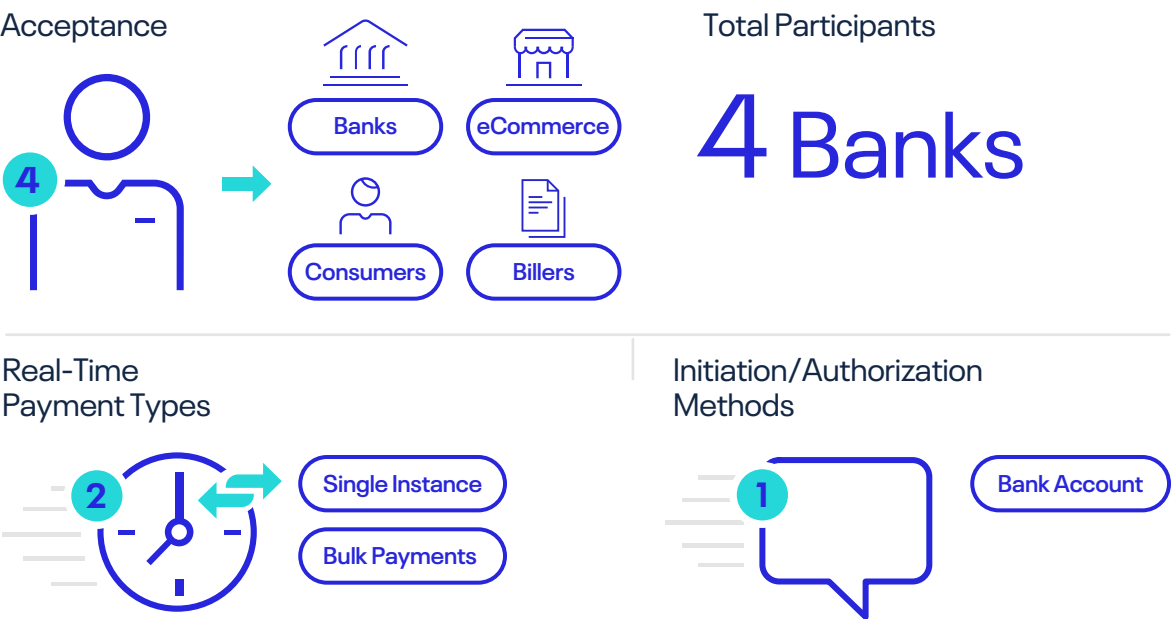 Acceptance
4
Banks
eCommerce
Consumers
Billers
Total Participants
4 Banks
Real-Time
Payment Types
2
Single Instance
Bulk Payments
Initiation/Authorization
Methods
1
Bank Account